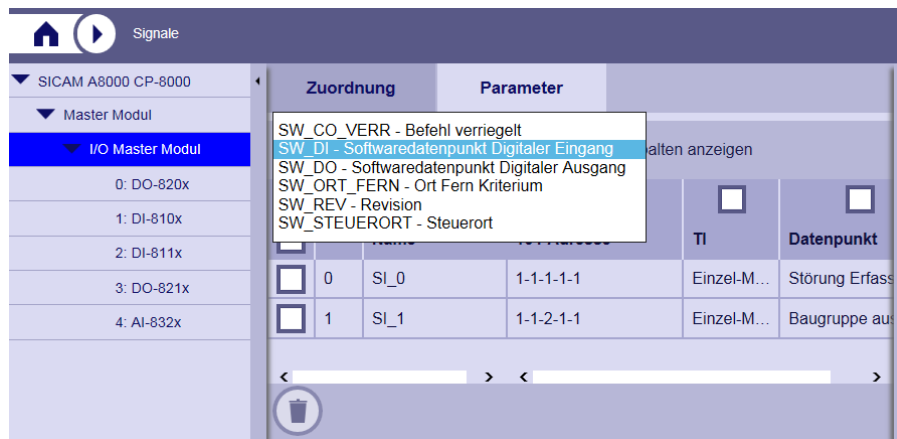 Signale
SICAM A8000 CP-8000
Master Modul
I/O Master Modul
0: DO-820x
1: DI-810x
2: DI-811x
3: DO-821x
4: AI-832x
Zuordnung Parameter
SW_CO_VERR - Befehl verriegelt
SW_DI - Softwaredatenpunkt Digitaler Eingang
SW_DO - Softwaredatenpunkt Digitaler Ausgang
SW_ORT_FERN - Ort Fern Kriterium
SW_REV - Revision
SW_STEUERORT - Steuerort
anzeigen
TI Datenpunkt
0 SI_0 1-1-1-1-1 Einzel-M... Störung Erfass
1 SI_1 1-1-2-1-1 Einzel-M... Baugruppe aus